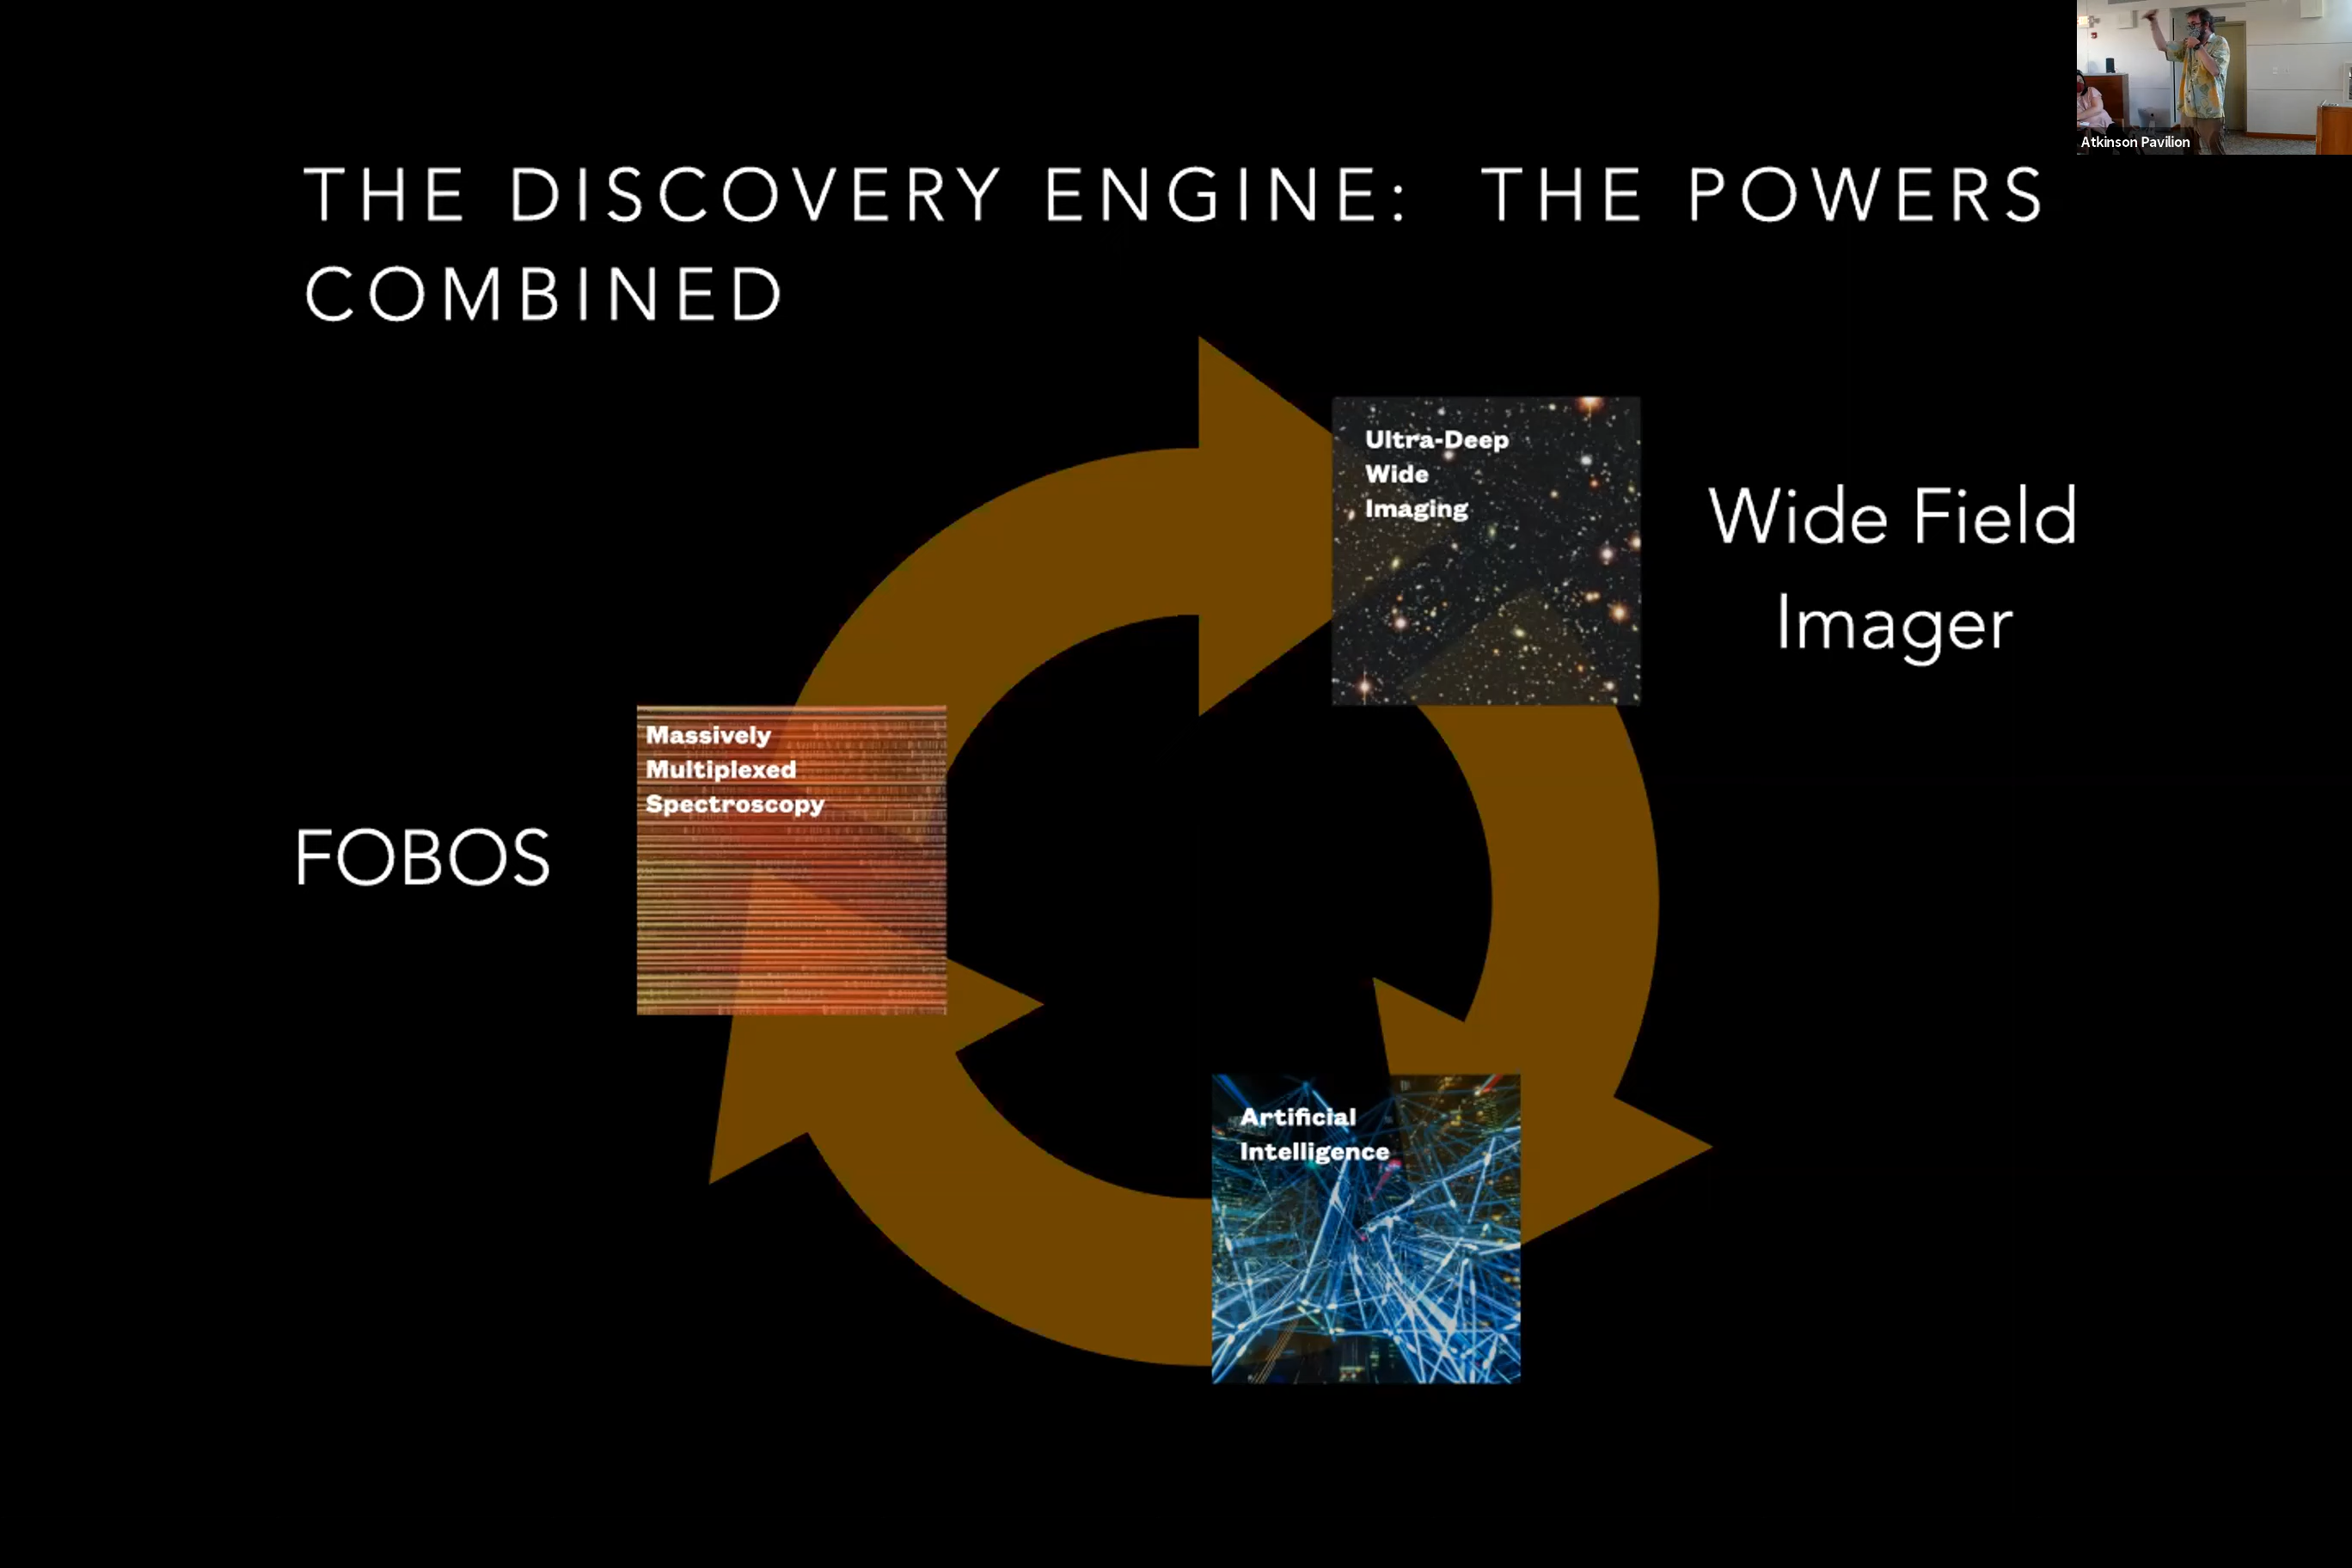 Atkinson Pavilion
THE DISCOVERY ENGINE: THE POWERS
COMBINED
Ultra-Deep
Wide
Imaging
Wide Field
Imager
Massively
Multiplexed
Spectroscopy
FOBOS
Artificial
Intelligence